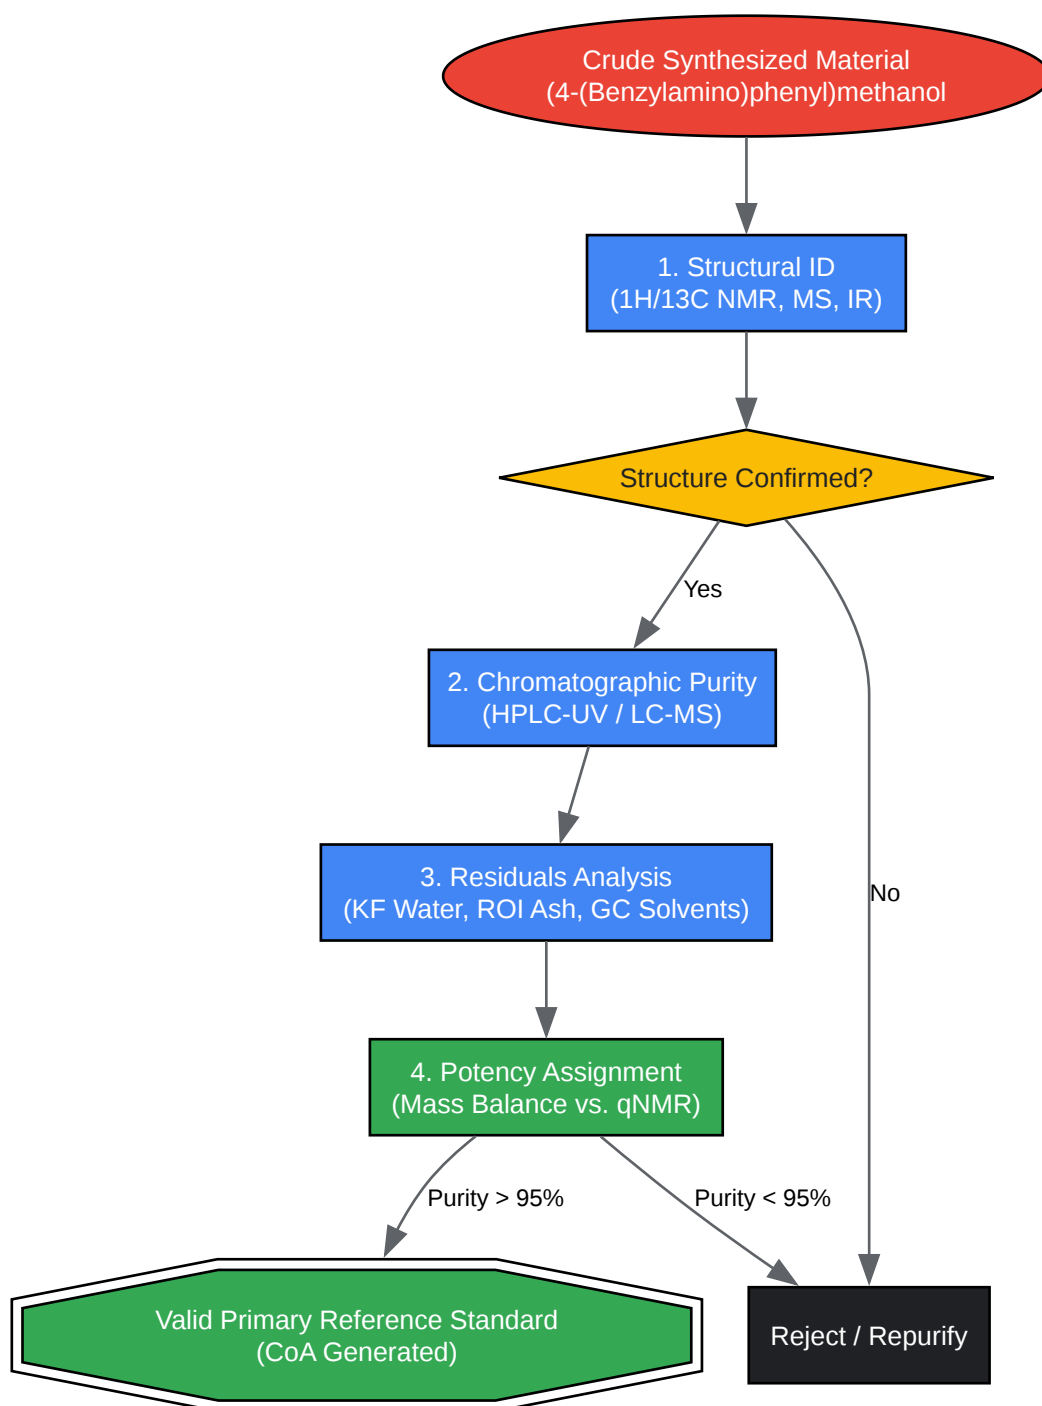 Crude Synthesized Material
(4-(Benzylamino)phenyl)methanol
1. Structural ID
(1H/13C NMR, MS, IR)
Structure Confirmed?
Yes
2. Chromatographic Purity
(HPLC-UV / LC-MS)
3. Residuals Analysis
(KF Water, ROI Ash, GC Solvents)
No
4. Potency Assignment
(Mass Balance vs. qNMR)
Purity > 95%
Purity < 95%
Valid Primary Reference Standard
(CoA Generated)
Reject / Repurify